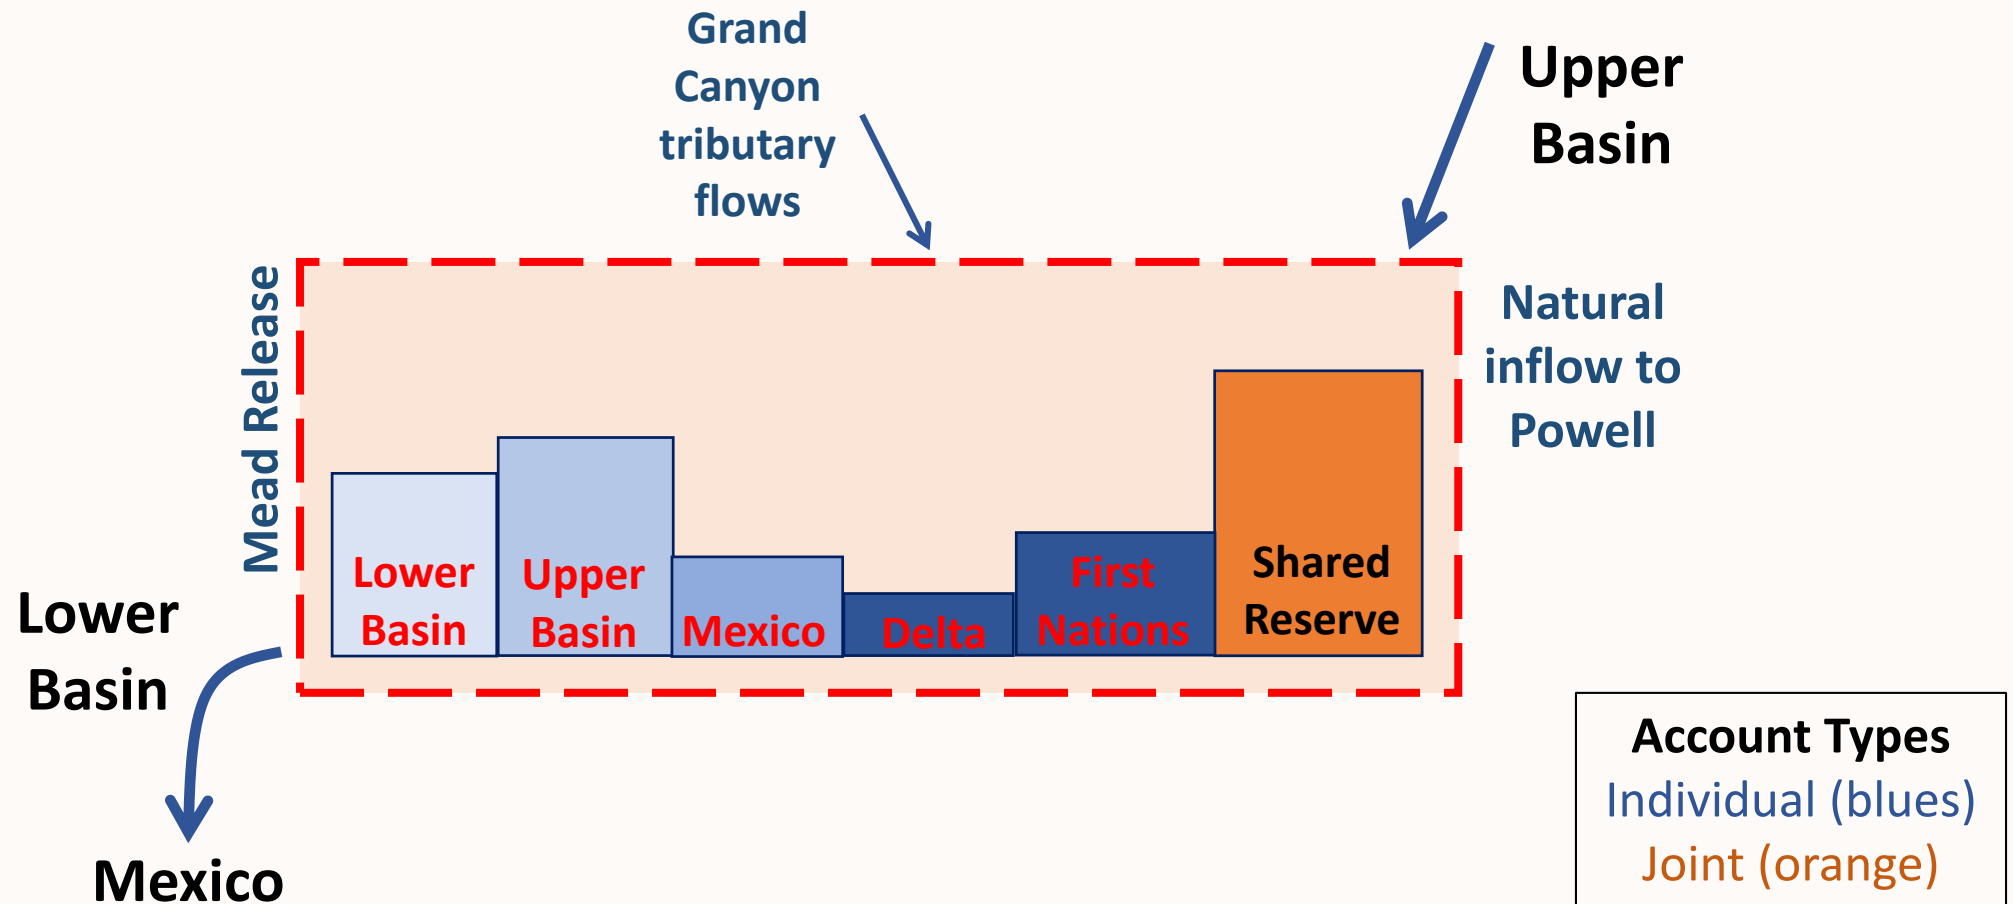 Grand
Canyon
tributary
flows
Upper
Basin
Mead Release
Natural
inflow to
Powell
Lower
Basin
Upper
Basin
Mexico
Delta
First
Nations
Shared
Reserve
Lower
Basin
Mexico
Account Types
Individual (blues)
Joint (orange)